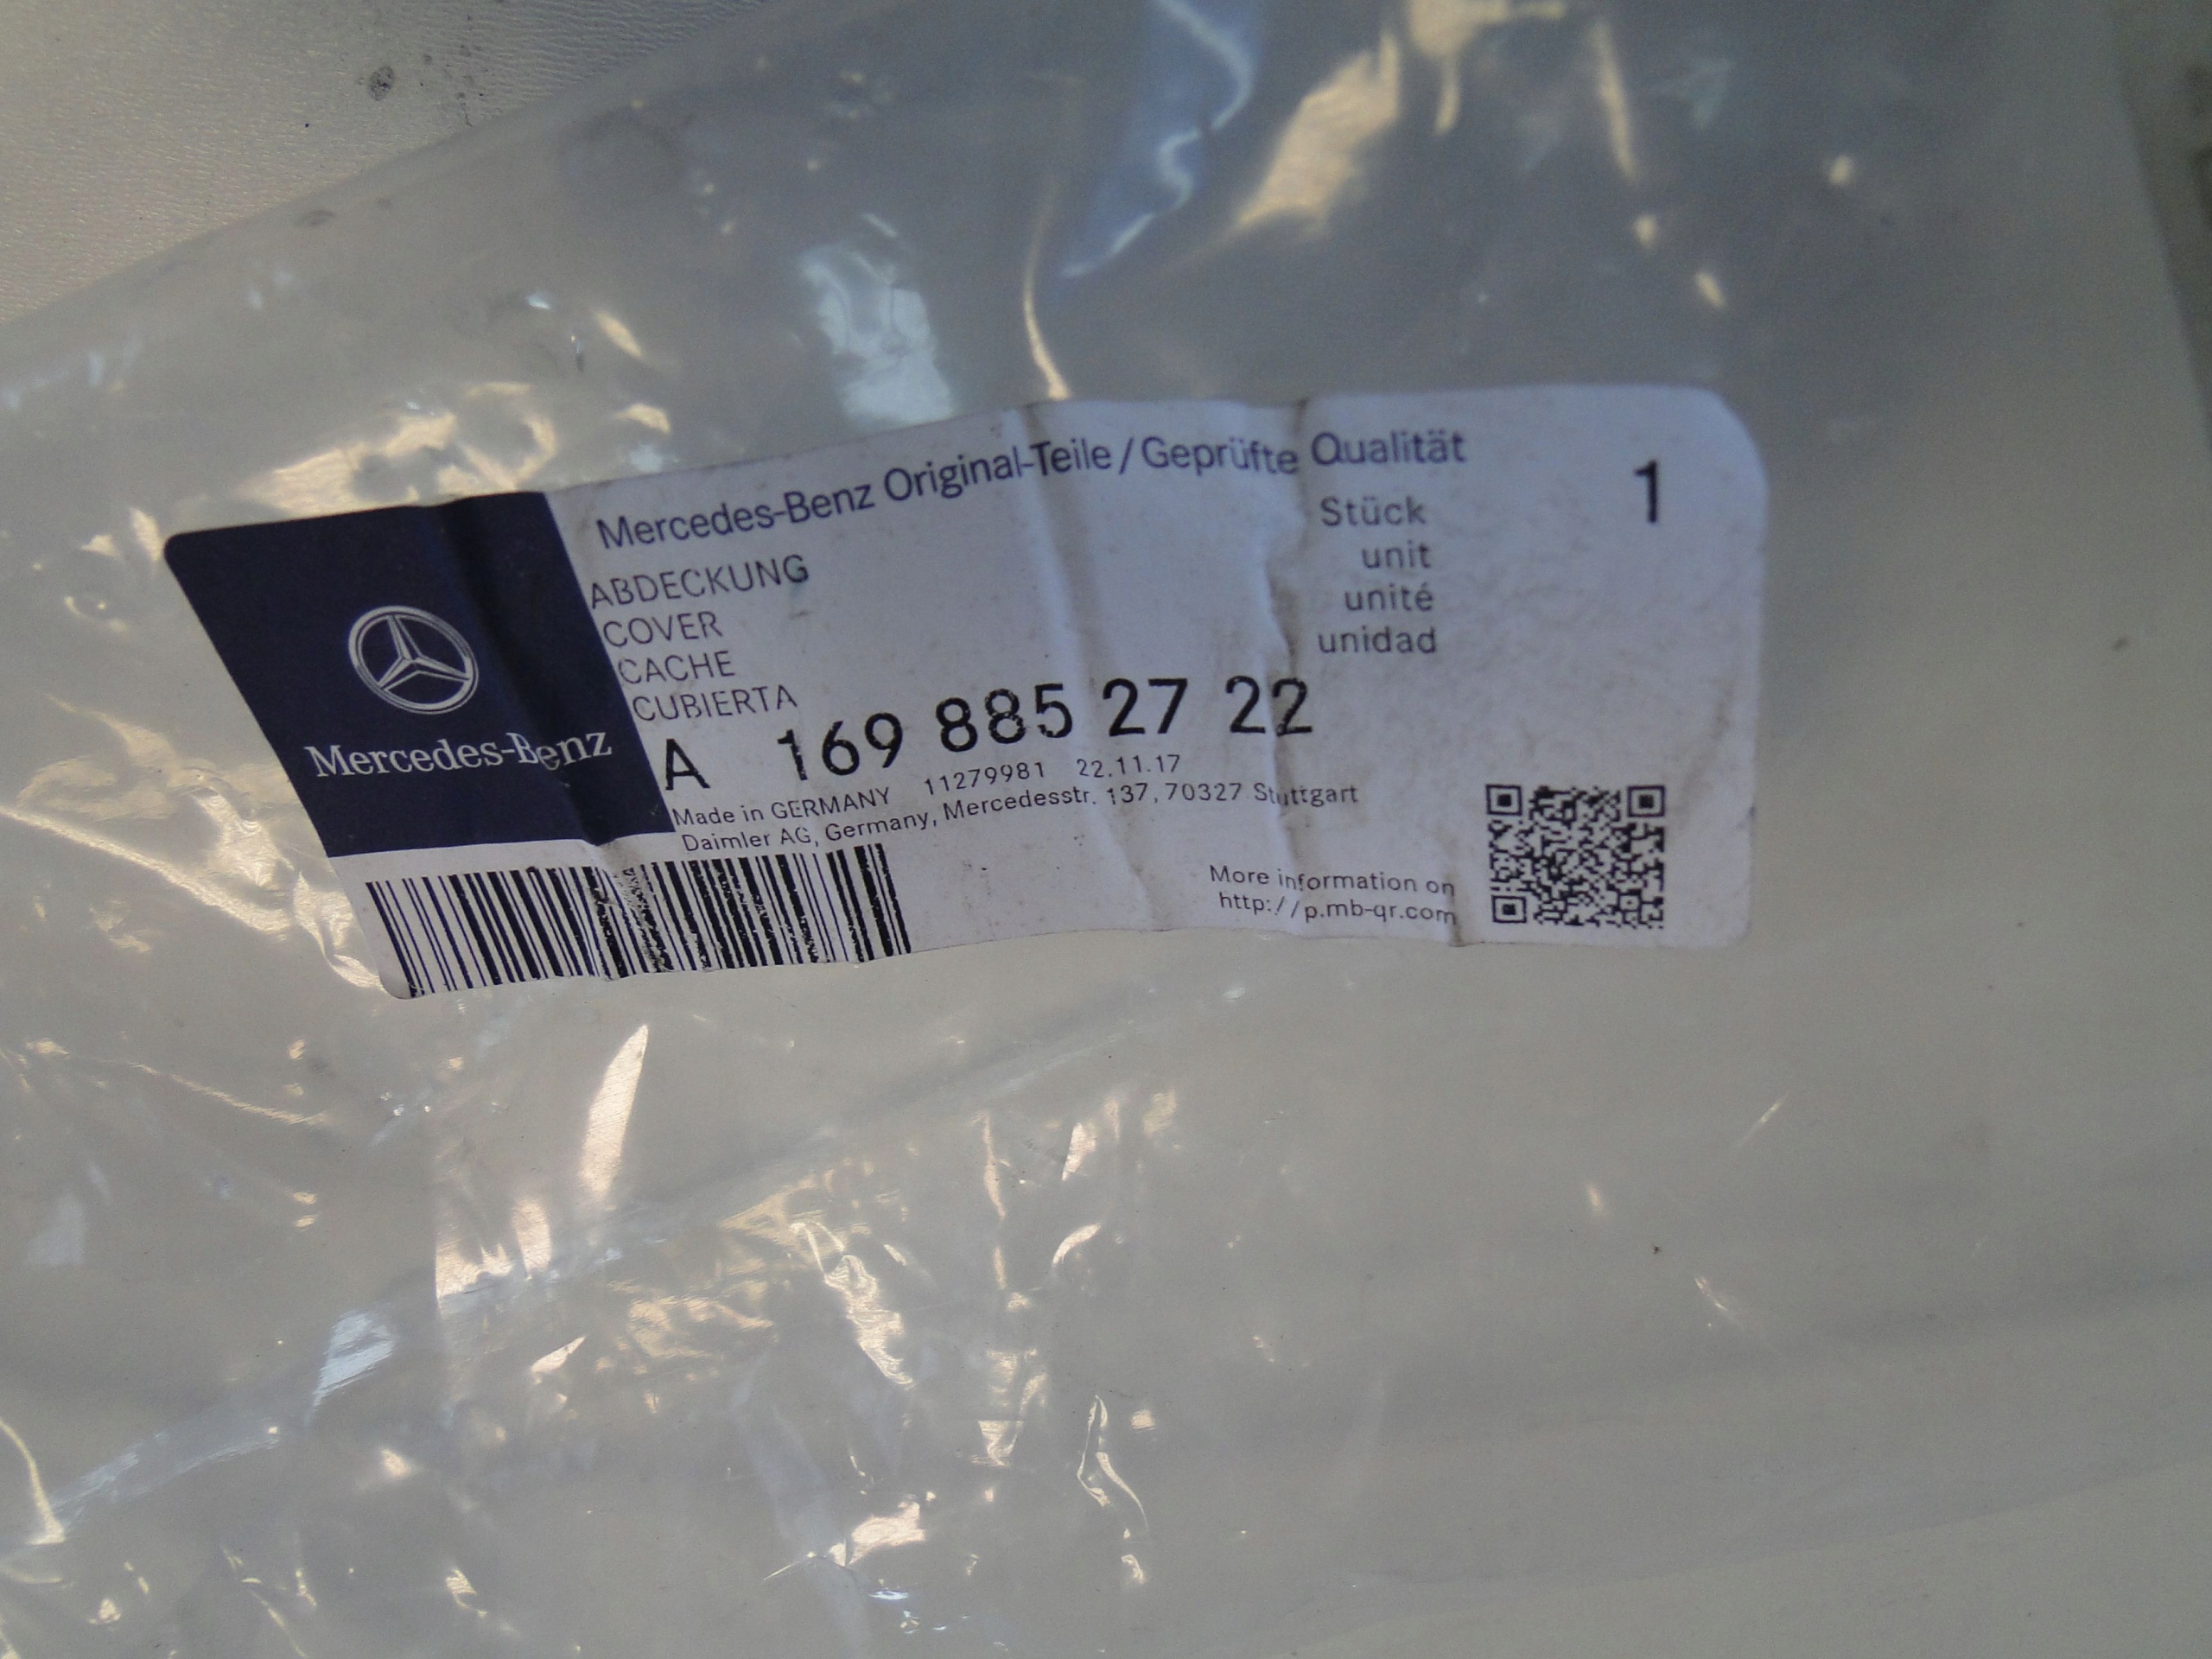 Mercedes-Benz Original-Teile / Geprüfte Qualität
ABDECKUNG
COVER
CACHE
CUBIERTA
Stück
unit
unité
unidad
1
Mercedes-Benz
A 169 885 27 22
Made in GERMANY 11279981 22.11.17
Daimler AG, Germany, Mercedesstr. 137, 70327 Stuttgart
More information on
http://p.mb-qr.com